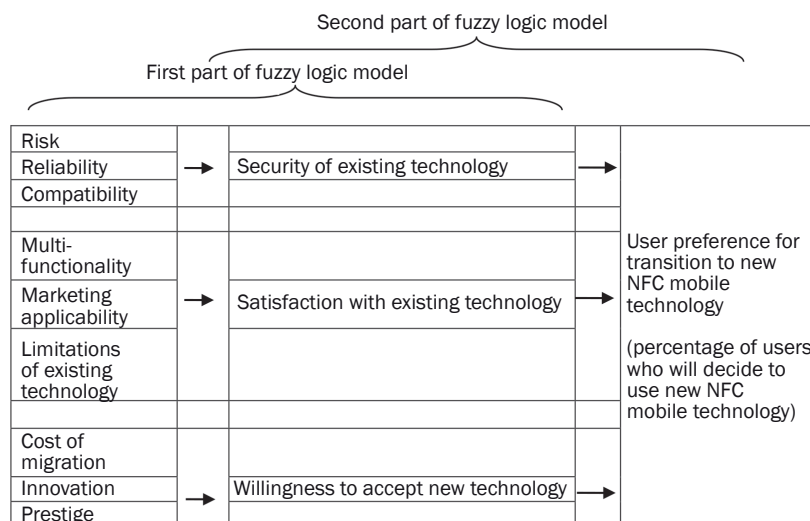 Second part of fuzzy logic model
First part of fuzzy logic model
Risk
Reliability
Compatibility
Security of existing technology
Multi-
functionality
Marketing
applicability
Limitations
of existing
technology
Satisfaction with existing technology
Cost of
migration
Innovation
Prestige
Willingness to accept new technology
User preference for
transition to new
NFC mobile
technology
(percentage of users
who will decide to
use new NFC
mobile technology)